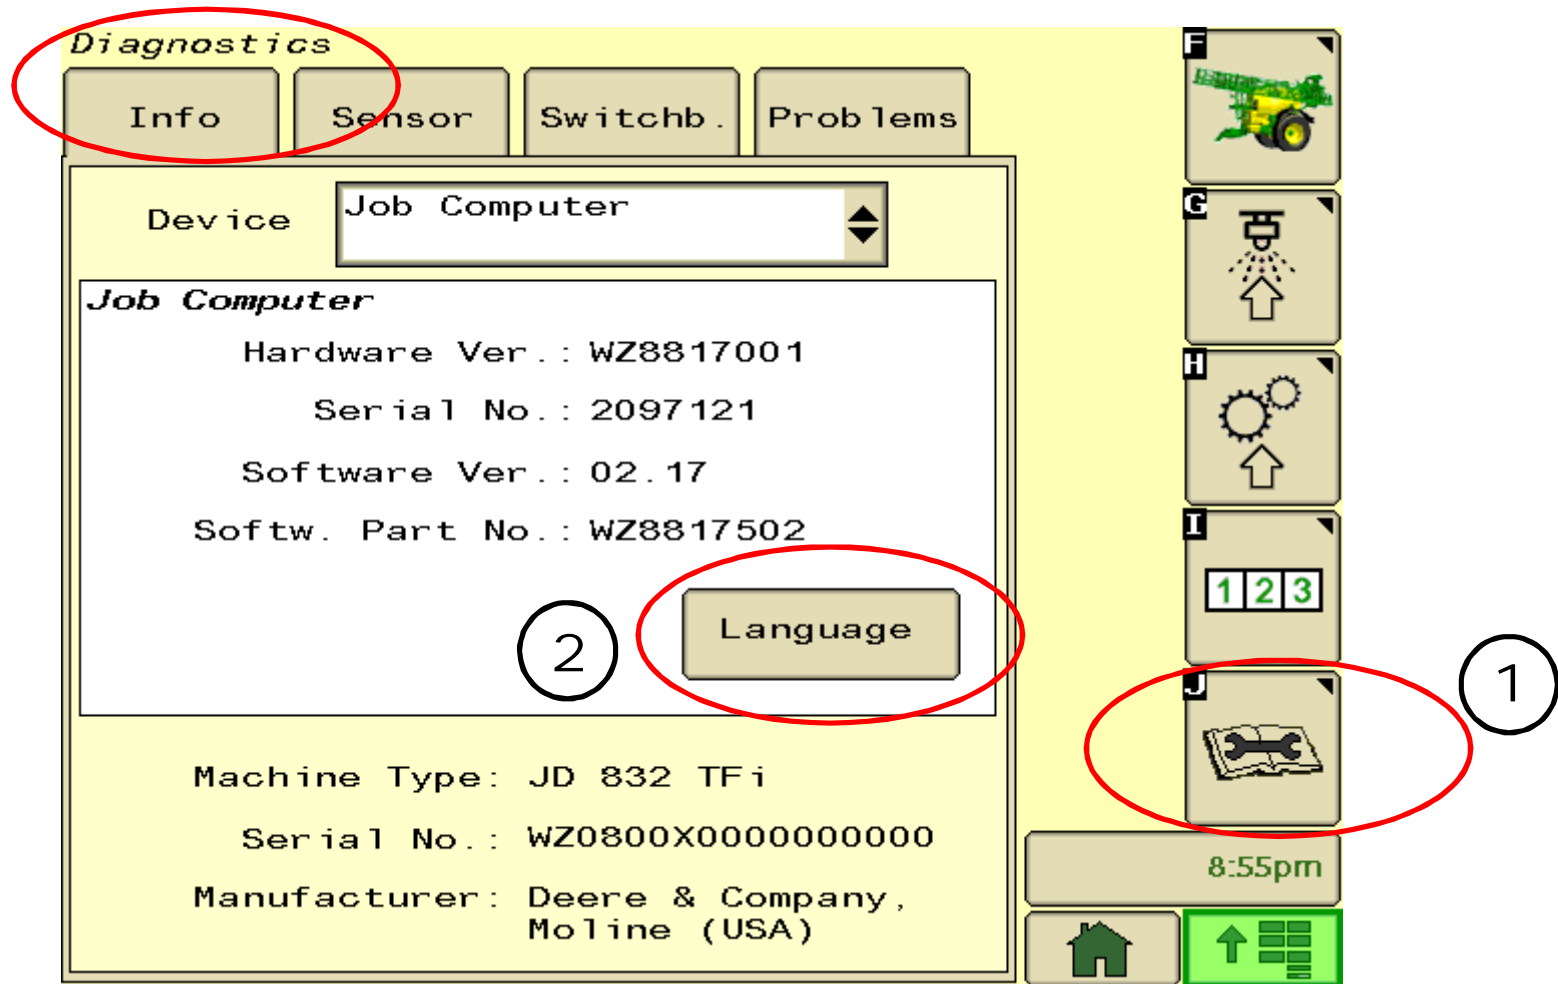 Diagnostics
Info
Sensor
Switchb.
Problems
Device
Job Computer
Job Computer
Hardware Ver.: WZ8817001
Serial No.: 2097121
Software Ver.: 02.17
Softw. Part No.: WZ8817502
Language
2
Machine Type: JD 832 TFi
Serial No.: WZ0800X0000000000
Manufacturer: Deere & Company,
Moline (USA)
F
G
H
I
1 2 3
J
1
8:55pm